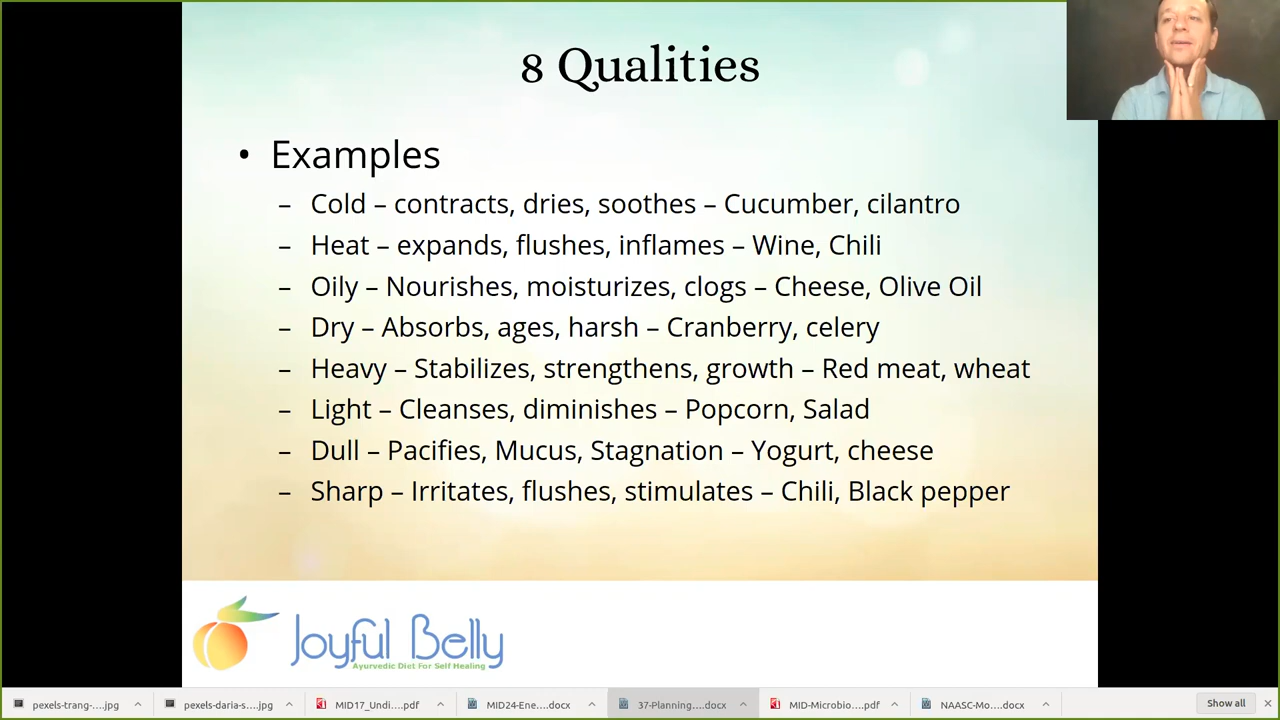 8 Qualities
• Examples
– Cold – contracts, dries, soothes – Cucumber, cilantro
– Heat – expands, flushes, inflames – Wine, Chili
– Oily – Nourishes, moisturizes, clogs – Cheese, Olive Oil
– Dry – Absorbs, ages, harsh – Cranberry, celery
– Heavy – Stabilizes, strengthens, growth – Red meat, wheat
– Light – Cleanses, diminishes – Popcorn, Salad
– Dull – Pacifies, Mucus, Stagnation – Yogurt, cheese
– Sharp – Irritates, flushes, stimulates – Chili, Black pepper
Joyful Belly
Ayurvedic Diet For Self Healing
pexels-trang-....jpg pexels-daria-s....jpg MID17_Undi....pdf MID24-Ene....docx 37-Planning....docx MID-Microbio....pdf NAASC-Mo....docx Show all